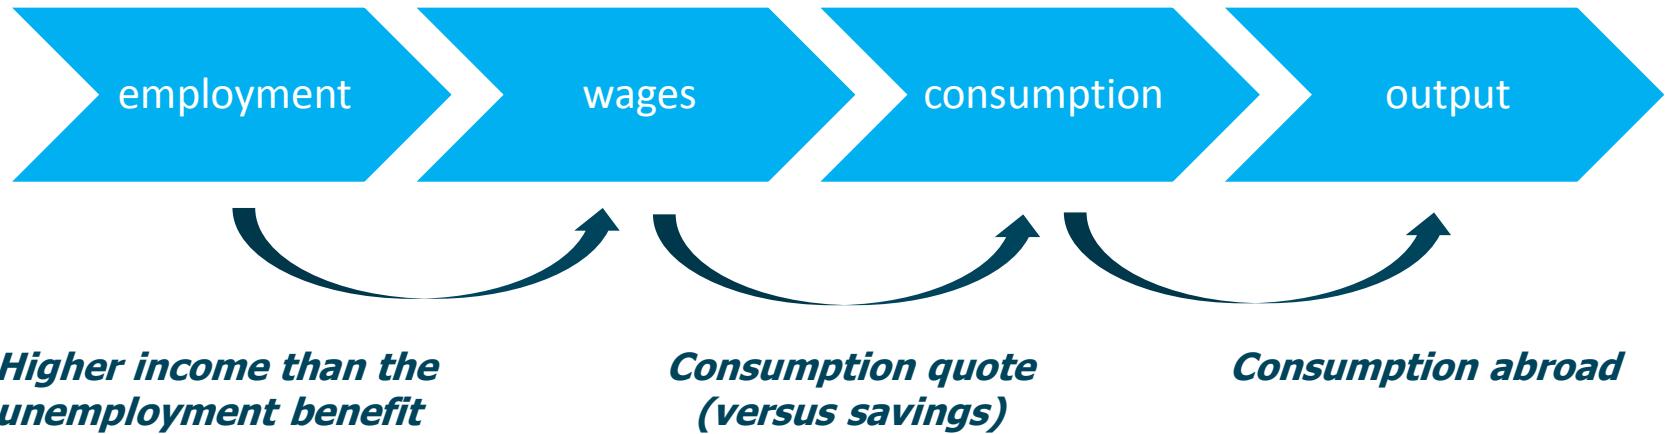 employment
wages
consumption
output
Higher income than the
unemployment benefit
Consumption quote
(versus savings)
Consumption abroad